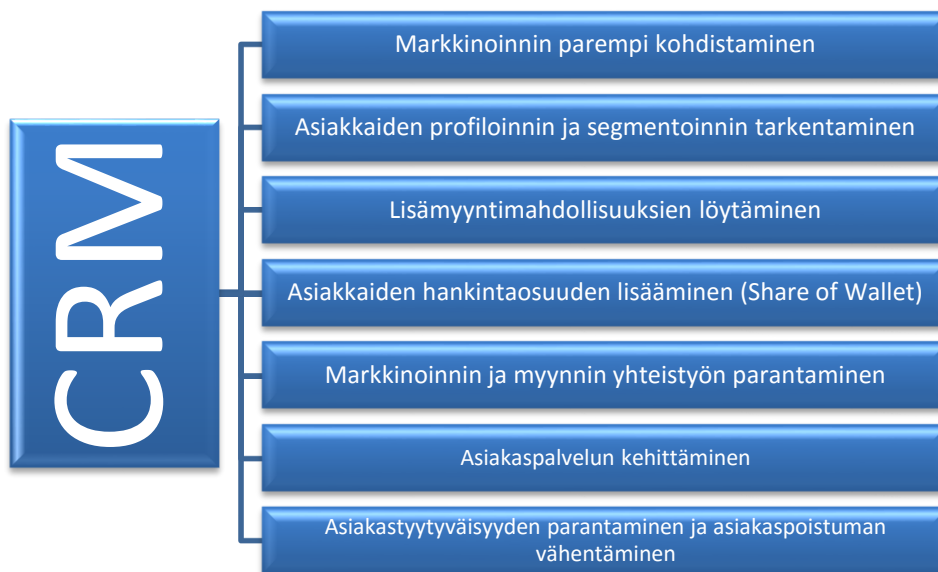 CRM
Markkinoinnin parempi kohdistaminen
Asiakkaiden profiloinnin ja segmentoinnin tarkentaminen
Lisämyyntimahdollisuuksien löytäminen
Asiakkaiden hankintaosuuden lisääminen (Share of Wallet)
Markkinoinnin ja myynnin yhteistyön parantaminen
Asiakaspalvelun kehittäminen
Asiakastyytyväisyyden parantaminen ja asiakaspoistuman
vähentäminen